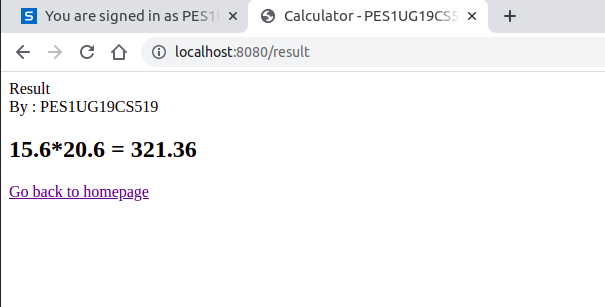 You are signed in as PES1U
Calculator - PES1UG19CS5
localhost:8080/result
Result
By : PES1UG19CS519
15.6*20.6 = 321.36
Go back to homepage